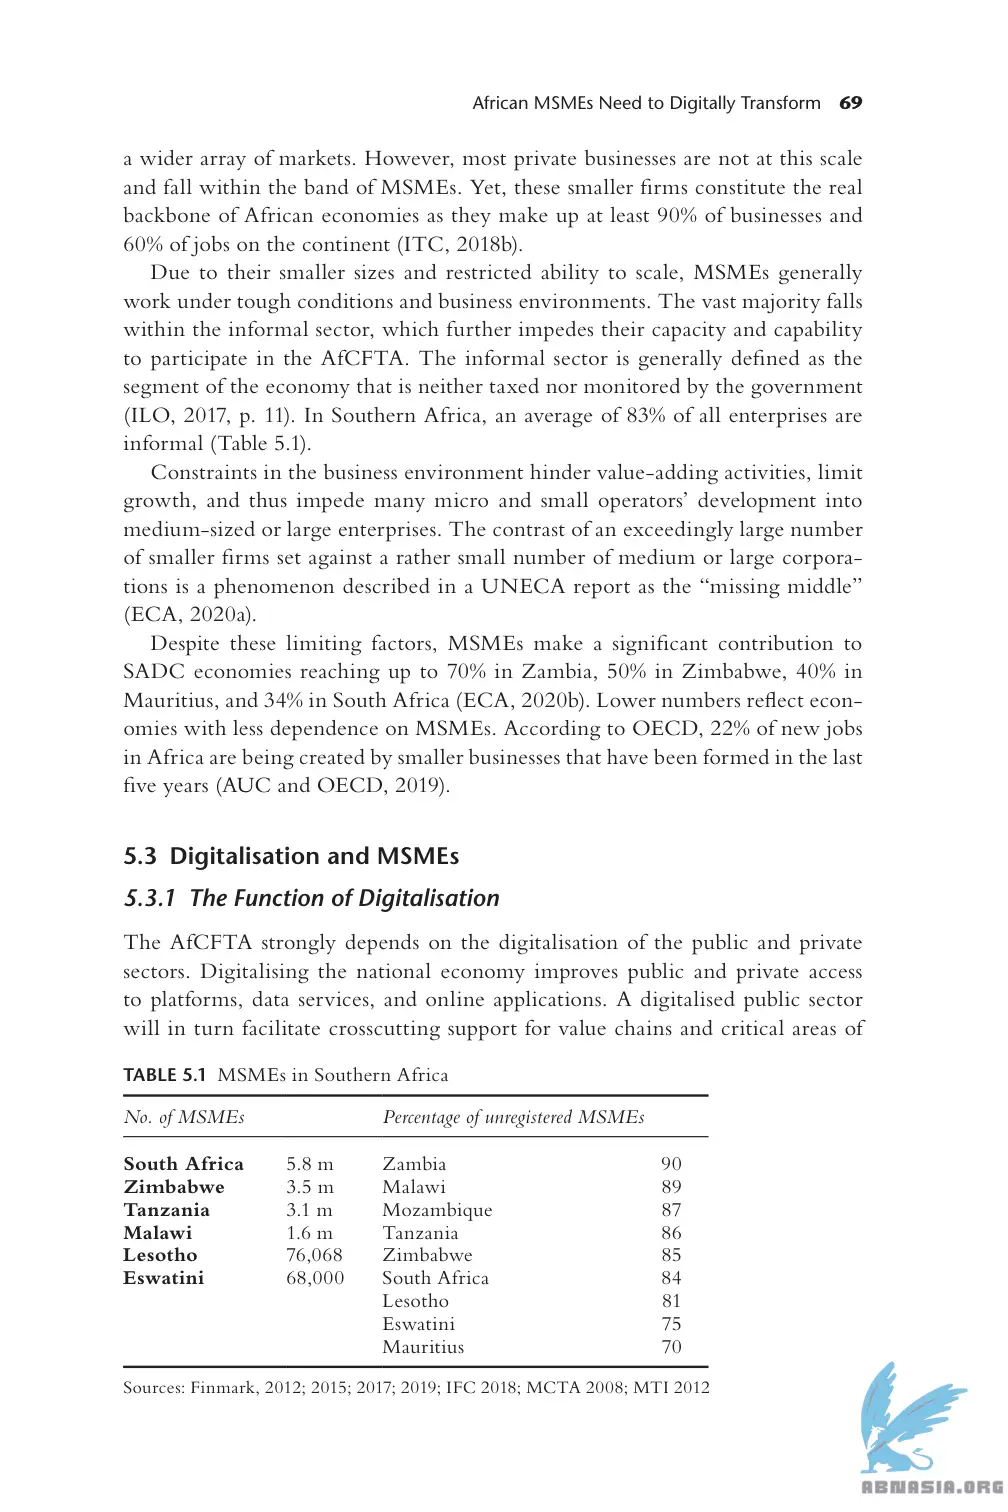 African MSMEs Need to Digitally Transform 69
a wider array of markets. However, most private businesses are not at this scale
and fall within the band of MSMEs. Yet, these smaller firms constitute the real
backbone of African economies as they make up at least 90% of businesses and
60% of jobs on the continent (ITC, 2018b).
Due to their smaller sizes and restricted ability to scale, MSMEs generally
work under tough conditions and business environments. The vast majority falls
within the informal sector, which further impedes their capacity and capability
to participate in the AfCFTA. The informal sector is generally defined as the
segment of the economy that is neither taxed nor monitored by the government
(ILO, 2017, p. 11). In Southern Africa, an average of 83% of all enterprises are
informal (Table 5.1).
Constraints in the business environment hinder value-adding activities, limit
growth, and thus impede many micro and small operators' development into
medium-sized or large enterprises. The contrast of an exceedingly large number
of smaller firms set against a rather small number of medium or large corpora-
tions is a phenomenon described in a UNECA report as the “missing middle”
(ECA, 2020a).
Despite these limiting factors, MSMEs make a significant contribution to
SADC economies reaching up to 70% in Zambia, 50% in Zimbabwe, 40% in
Mauritius, and 34% in South Africa (ECA, 2020b). Lower numbers reflect econ-
omies with less dependence on MSMEs. According to OECD, 22% of new jobs
in Africa are being created by smaller businesses that have been formed in the last
five years (AUC and OECD, 2019).
5.3 Digitalisation and MSMEs
5.3.1 The Function of Digitalisation
The AfCFTA strongly depends on the digitalisation of the public and private
sectors. Digitalising the national economy improves public and private access
to platforms, data services, and online applications. A digitalised public sector
will in turn facilitate crosscutting support for value chains and critical areas of
TABLE 5.1 MSMEs in Southern Africa
No. of MSMEs Percentage of unregistered MSMEs
South Africa 5.8 m Zambia 90
Zimbabwe 3.5 m Malawi 89
Tanzania 3.1 m Mozambique 87
Malawi 1.6 m Tanzania 86
Lesotho 76,068 Zimbabwe 85
Eswatini 68,000 South Africa 84
Lesotho 81
Eswatini 75
Mauritius 70
Sources: Finmark, 2012; 2015; 2017; 2019; IFC 2018; MCTA 2008; MTI 2012
ABNASIA.ORG